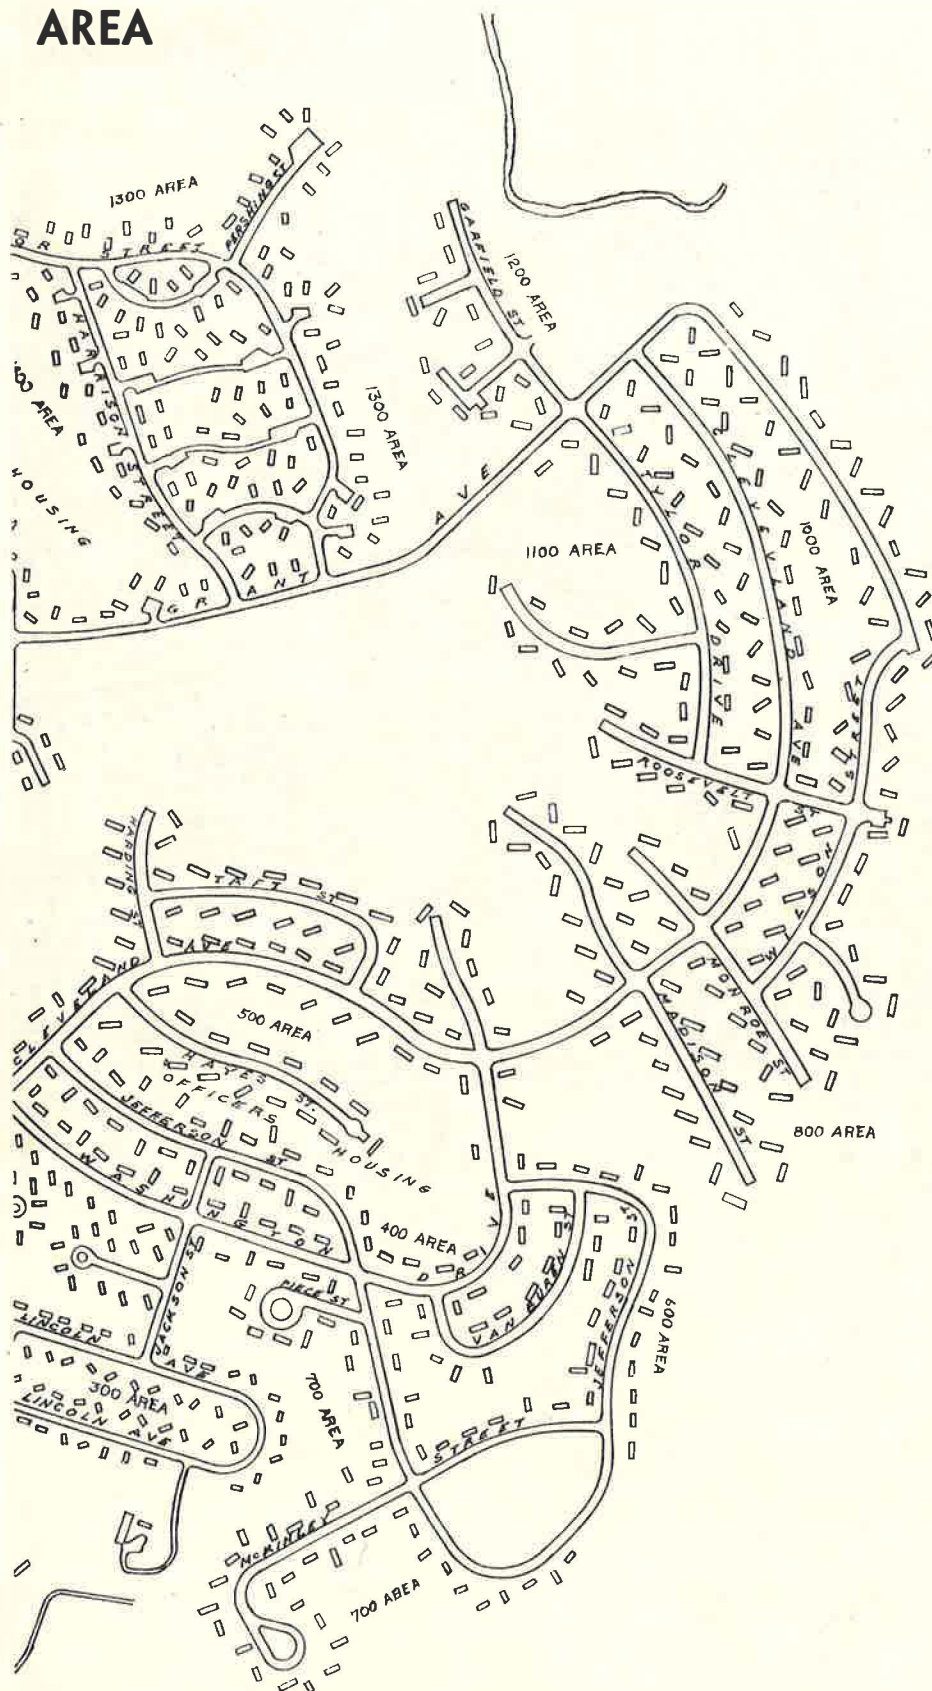 AREA
1300 AREA
PERSHING ST
STREET
GARFIELD ST
1200 AREA
HARRISON STREET
AREA
HOUSING
1300 AREA
GRANT AVE
TYLOR DRIVE
CLEVEVLAND AVE
1000 AREA
1100 AREA
STREET
ROOSEVELT
HARDING ST
TAFT ST
CLEVELAND AVE
WILSON
MONROE ST
MADISON ST
500 AREA
HAYES ST.
OFFICERS HOUSING
JEFFERSON ST
800 AREA
WASHINGTON
DRIVE
400 AREA
VAN BUREN ST
JEFFERSON ST
600 AREA
PIECE ST
JACKSON ST
LINCOLN AVE
300 AREA
LINCOLN AVE
700 AREA
McKINLEY STREET
700 AREA